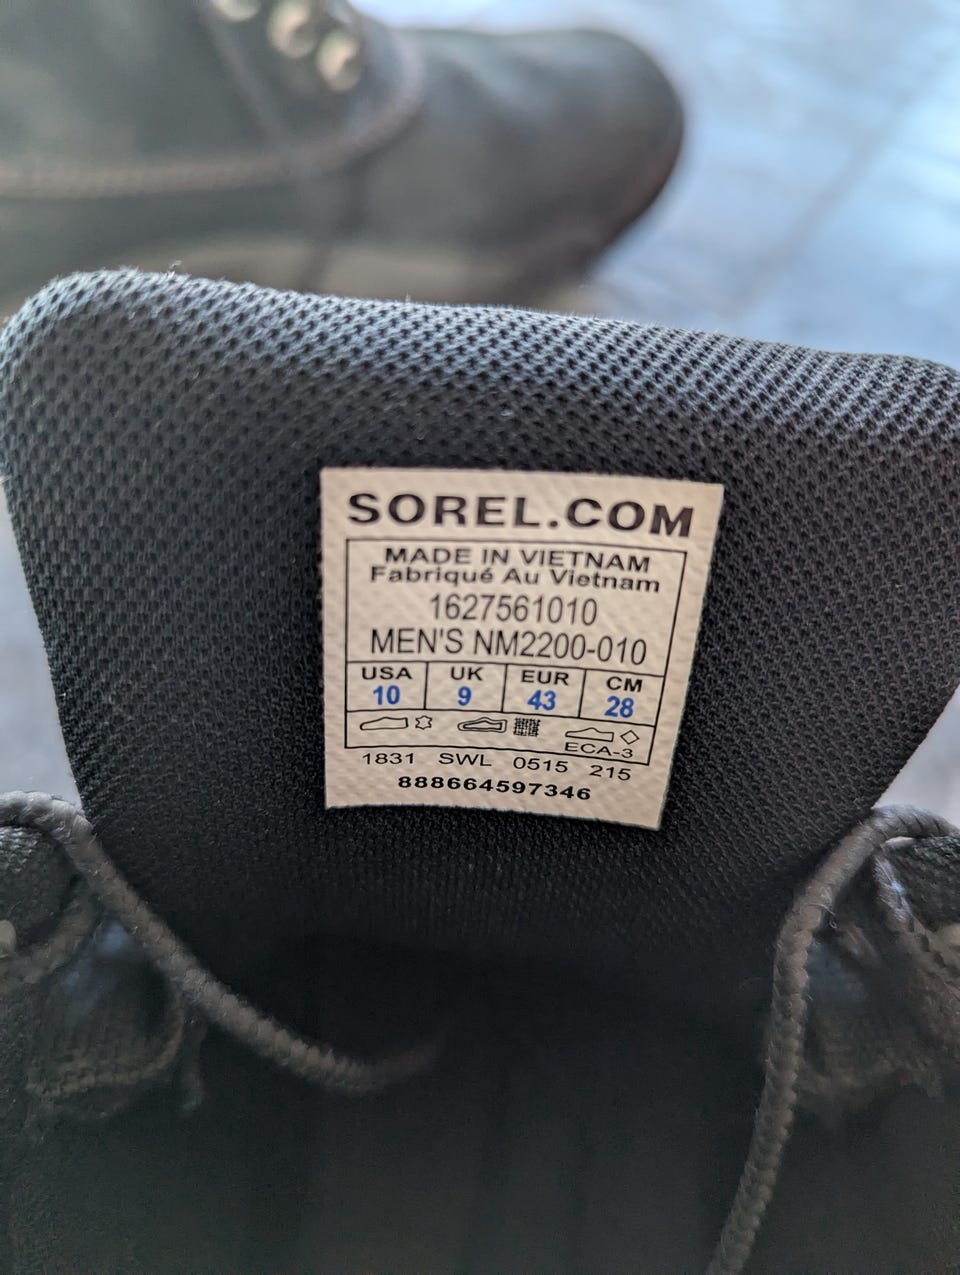 SOREL.COM
MADE IN VIETNAM
Fabriqué Au Vietnam
1627561010
MEN'S NM2200-010
USA UK EUR CM
10 9 43 28
ECA-3
1831 SWL 0515 215
888664597346